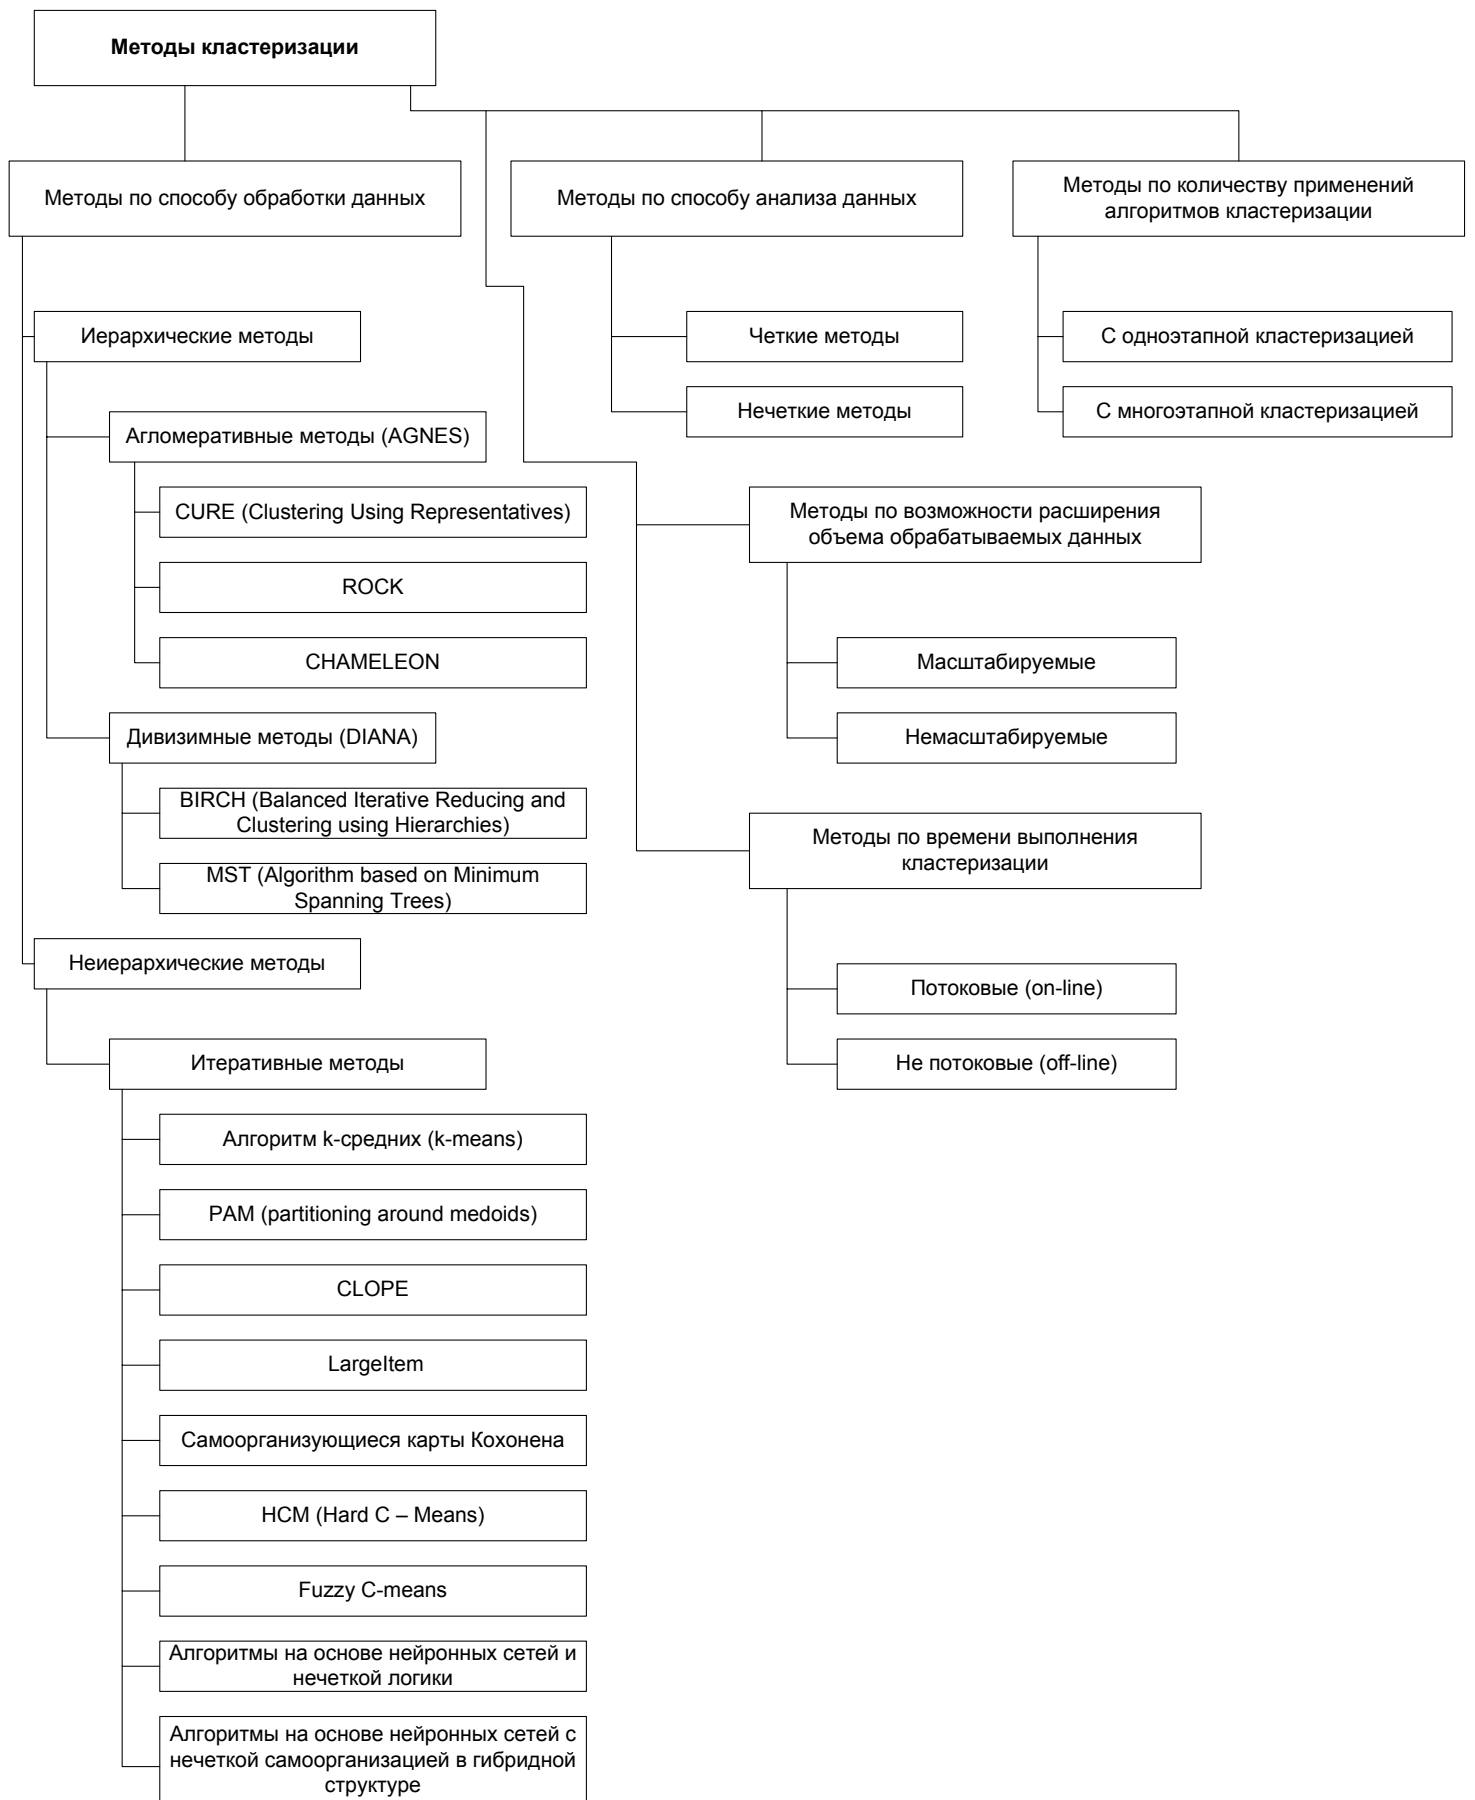 Методы кластеризации
Методы по способу обработки данных
Методы по способу анализа данных
Методы по количеству применений
алгоритмов кластеризации
Иерархические методы
Четкие методы
С одноэтапной кластеризацией
Нечеткие методы
С многоэтапной кластеризацией
Агломеративные методы (AGNES)
CURE (Clustering Using Representatives)
Методы по возможности расширения
объема обрабатываемых данных
ROCK
CHAMELEON
Масштабируемые
Дивизимные методы (DIANA)
Немасштабируемые
BIRCH (Balanced Iterative Reducing and
Clustering using Hierarchies)
Методы по времени выполнения
кластеризации
MST (Algorithm based on Minimum
Spanning Trees)
Неиерархические методы
Потоковые (on-line)
Итеративные методы
Не потоковые (off-line)
Алгоритм k-средних (k-means)
PAM (partitioning around medoids)
CLOPE
LargeItem
Самоорганизующиеся карты Кохонена
HCM (Hard C – Means)
Fuzzy C-means
Алгоритмы на основе нейронных сетей и
нечеткой логики
Алгоритмы на основе нейронных сетей с
нечеткой самоорганизацией в гибридной
структуре